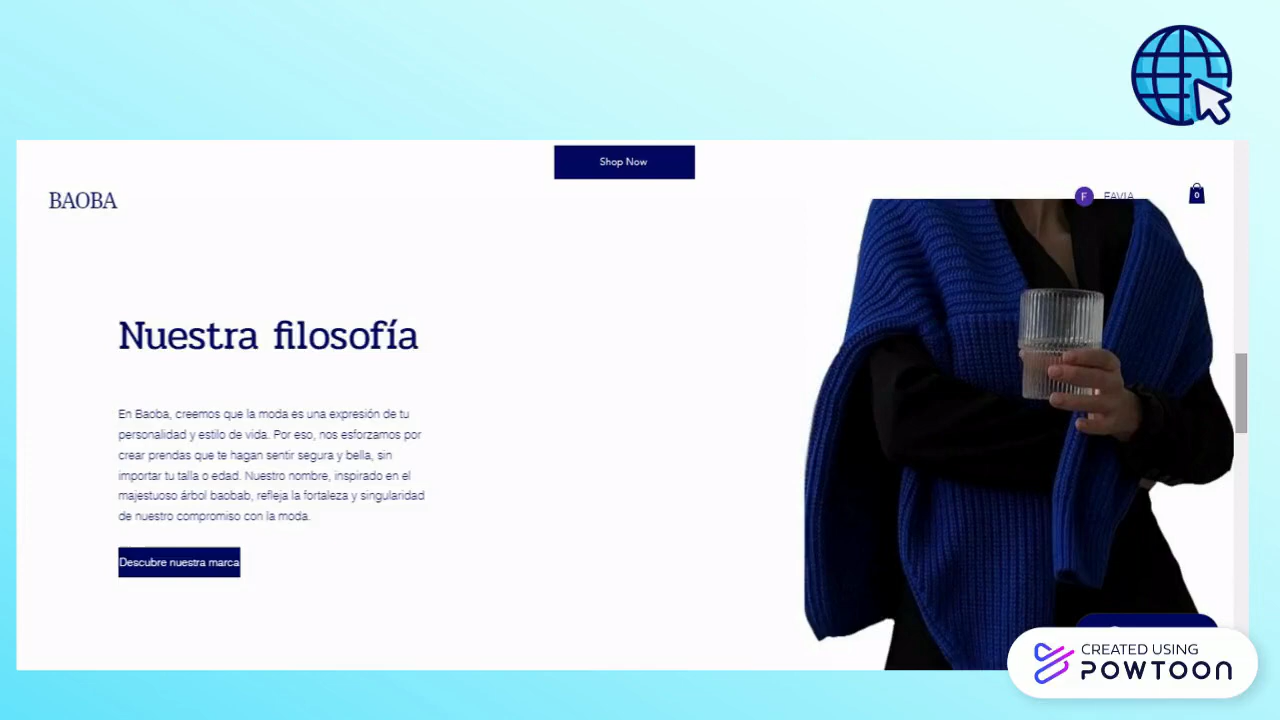 Shop Now
BAOBA
F FAVIA
0
Nuestra filosofía
En Baoba, creemos que la moda es una expresión de tu
personalidad y estilo de vida. Por eso, nos esforzamos por
crear prendas que te hagan sentir segura y bella, sin
importar tu talla o edad. Nuestro nombre, inspirado en el
majestuoso árbol baobab, refleja la fortaleza y singularidad
de nuestro compromiso con la moda.
Descubre nuestra marca
CREATED USING
POWTOON